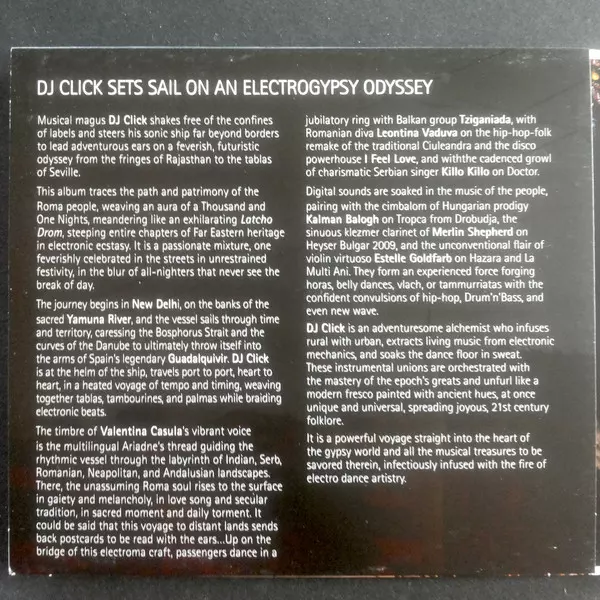 DJ CLICK SETS SAIL ON AN ELECTROGYPSY ODYSSEY
Musical magus DJ Click shakes free of the confines
of labels and steers his sonic ship far beyond borders
to lead adventurous ears on a feverish, futuristic
odyssey from the fringes of Rajasthan to the tablas
of Seville.
This album traces the path and patrimony of the
Roma people, weaving an aura of a Thousand and
One Nights, meandering like an exhilarating Latcho
Drom, steeping entire chapters of Far Eastern heritage
in electronic ecstasy. It is a passionate mixture, one
feverishly celebrated in the streets in unrestrained
festivity, in the blur of all-nighters that never see the
break of day.
The journey begins in New Delhi, on the banks of the
sacred Yamuna River, and the vessel sails through time
and territory, caressing the Bosphorus Strait and the
curves of the Danube to ultimately throw itself into
the arms of Spain's legendary Guadalquivir. DJ Click
is at the helm of the ship, travels port to port, heart to
heart, in a heated voyage of tempo and timing, weaving
together tablas, tambourines, and palmas while braiding
electronic beats.
The timbre of Valentina Casula's vibrant voice
is the multilingual Ariadne's thread guiding the
rhythmic vessel through the labyrinth of Indian, Serb,
Romanian, Neapolitan, and Andalusian landscapes.
There, the unassuming Roma soul rises to the surface
in gaiety and melancholy, in love song and secular
tradition, in sacred moment and daily torment. It
could be said that this voyage to distant lands sends
back postcards to be read with the ears...Up on the
bridge of this electroma craft, passengers dance in a
jubilatory ring with Balkan group Tziganiada, with
Romanian diva Leontina Vaduva on the hip-hop-folk
remake of the traditional Ciuleandra and the disco
powerhouse I Feel Love, and withthe cadenced growl
of charismatic Serbian singer Killo Killo on Doctor.
Digital sounds are soaked in the music of the people,
pairing with the cimbalom of Hungarian prodigy
Kalman Balogh on Tropca from Drobudja, the
sinuous klezmer clarinet of Merlin Shepherd on
Heyser Bulgar 2009, and the unconventional flair of
violin virtuoso Estelle Goldfarb on Hazara and La
Multi Ani. They form an experienced force forging
horas, belly dances, vlach, or tammurriatas with the
confident convulsions of hip-hop, Drum'n'Bass, and
even new wave.
DJ Click is an adventuresome alchemist who infuses
rural with urban, extracts living music from electronic
mechanics, and soaks the dance floor in sweat.
These instrumental unions are orchestrated with
the mastery of the epoch's greats and unfurl like a
modern fresco painted with ancient hues, at once
unique and universal, spreading joyous, 21st century
folklore.
It is a powerful voyage straight into the heart of
the gypsy world and all the musical treasures to be
savored therein, infectiously infused with the fire of
electro dance artistry.